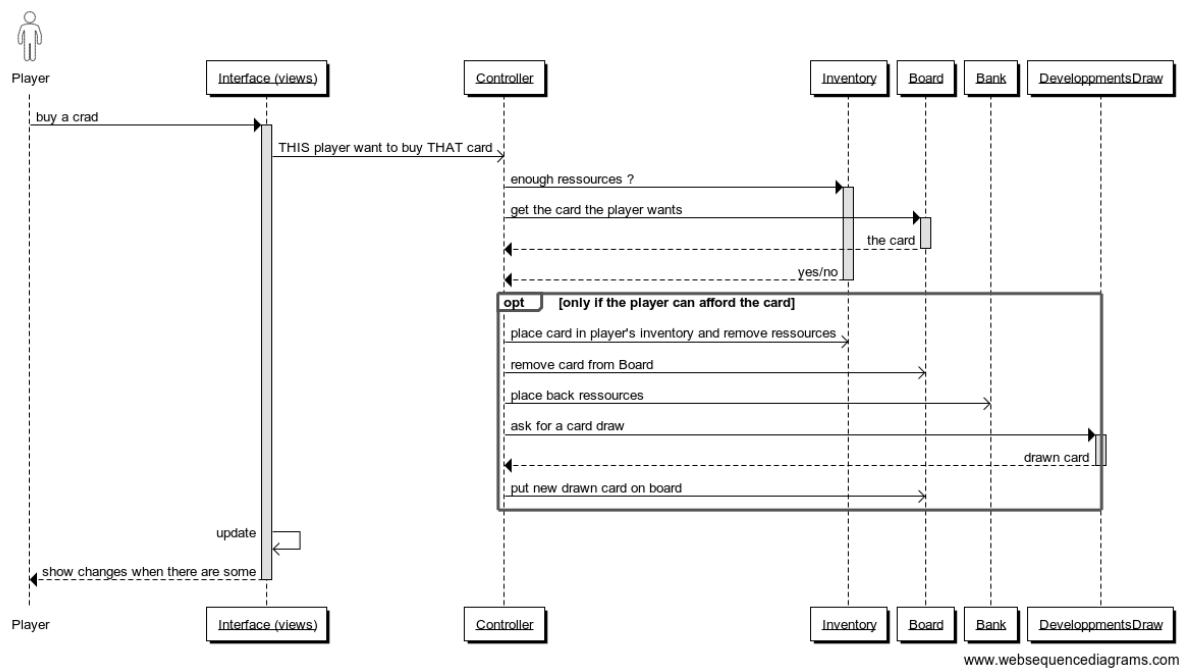 Player
Interface (views)
Controller
Inventory
Board
Bank
DeveloppmentsDraw
buy a crad
THIS player want to buy THAT card
enough ressources ?
get the card the player wants
the card
yes/no
opt [only if the player can afford the card]
place card in player's inventory and remove ressources
remove card from Board
place back ressources
ask for a card draw
drawn card
put new drawn card on board
update
show changes when there are some
Player
Interface (views)
Controller
Inventory
Board
Bank
DeveloppmentsDraw
www.websequencediagrams.com